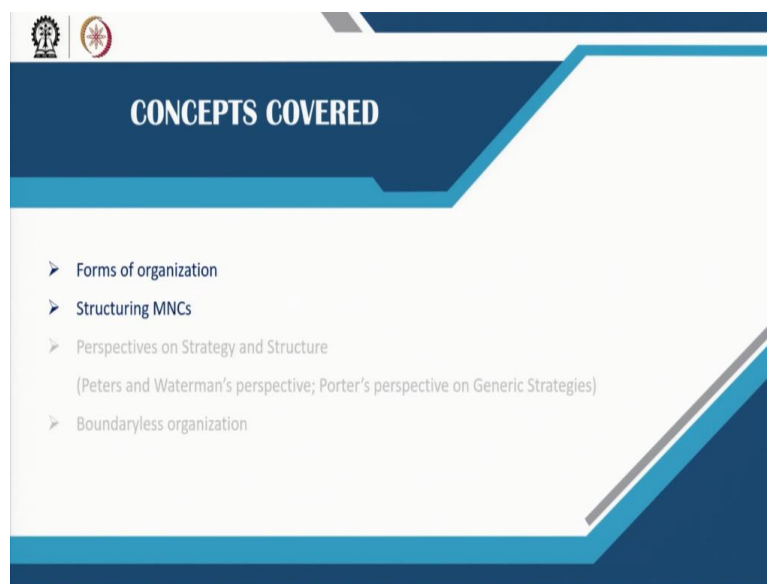 CONCEPTS COVERED
➤ Forms of organization
➤ Structuring MNCs
➤ Perspectives on Strategy and Structure
(Peters and Waterman's perspective; Porter's perspective on Generic Strategies)
➤ Boundaryless organization